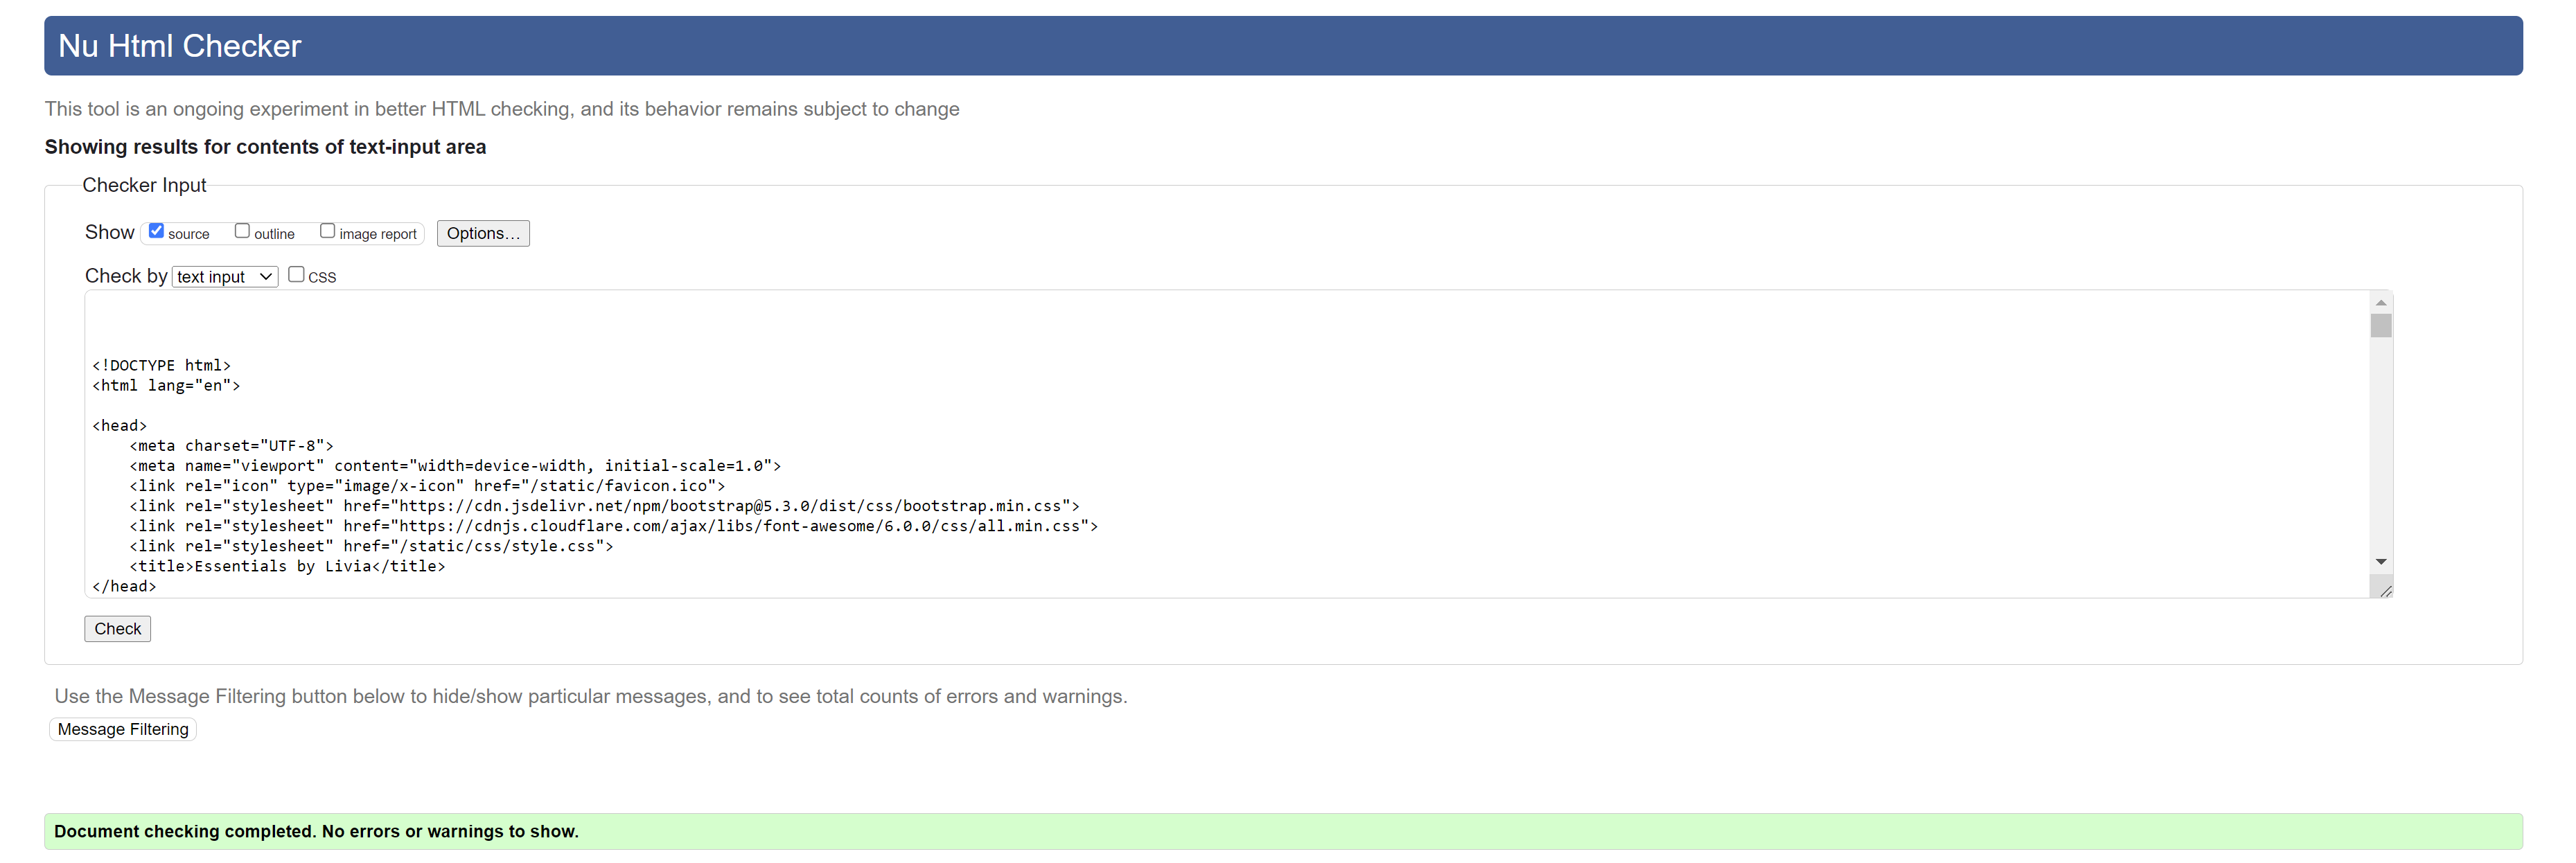 Nu Html Checker
This tool is an ongoing experiment in better HTML checking, and its behavior remains subject to change
Showing results for contents of text-input area
Checker Input
Show source outline image report Options...
Check by text input CSS
<!DOCTYPE html>
<html lang="en">
<head>
    <meta charset="UTF-8">
    <meta name="viewport" content="width=device-width, initial-scale=1.0">
    <link rel="icon" type="image/x-icon" href="/static/favicon.ico">
    <link rel="stylesheet" href="https://cdn.jsdelivr.net/npm/bootstrap@5.3.0/dist/css/bootstrap.min.css">
    <link rel="stylesheet" href="https://cdnjs.cloudflare.com/ajax/libs/font-awesome/6.0.0/css/all.min.css">
    <link rel="stylesheet" href="/static/css/style.css">
    <title>Essentials by Livia</title>
</head>
Check
Use the Message Filtering button below to hide/show particular messages, and to see total counts of errors and warnings.
Message Filtering
Document checking completed. No errors or warnings to show.